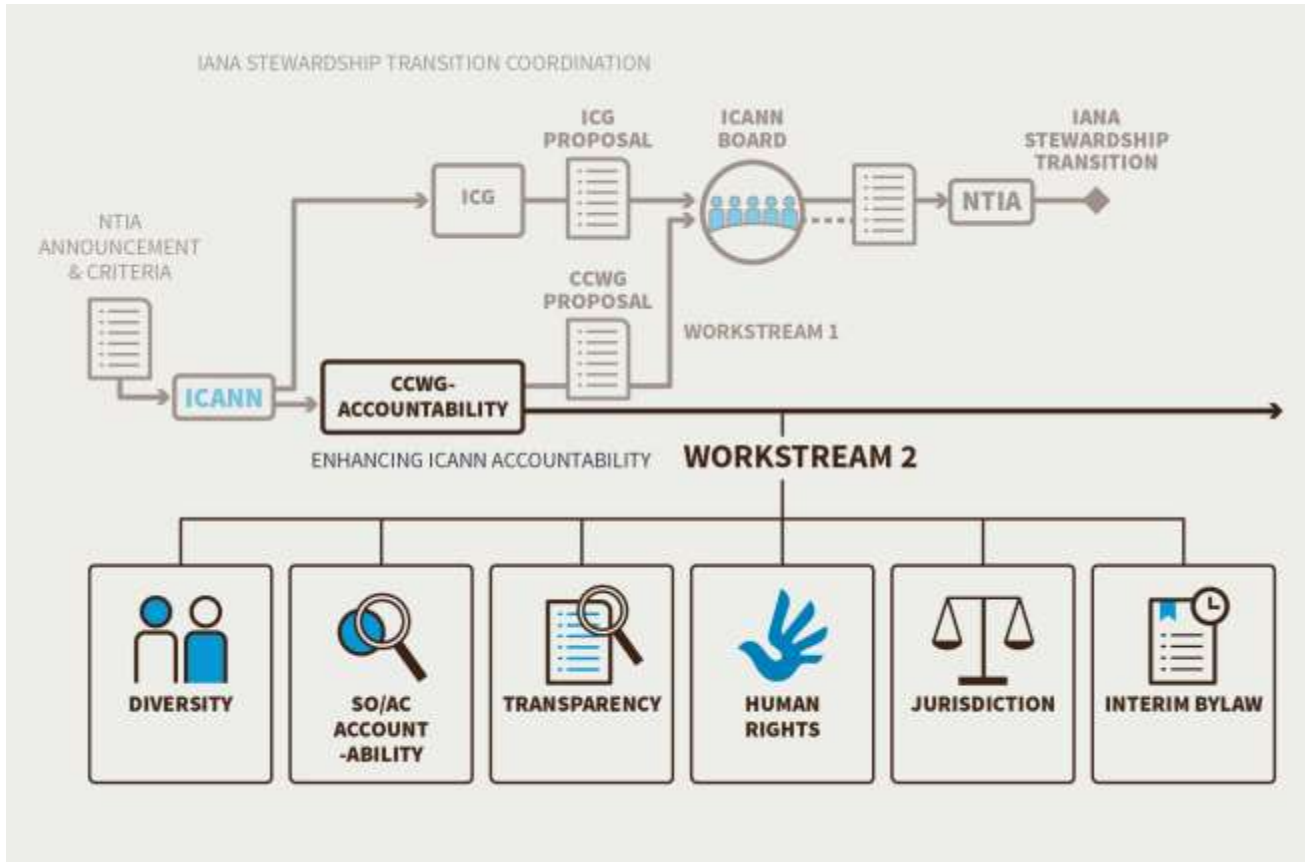 IANA STEWARDSHIP TRANSITION COORDINATION
ICG
PROPOSAL
ICANN
BOARD
IANA
STEWARDSHIP
TRANSITION
ICG
NTIA
NTIA
ANNOUNCEMENT
& CRITERIA
CCWG
PROPOSAL
WORKSTREAM 1
ICANN
CCWG-
ACCOUNTABILITY
ENHANCING ICANN ACCOUNTABILITY
WORKSTREAM 2
DIVERSITY
SO/AC
ACCOUNT
-ABILITY
TRANSPARENCY
HUMAN
RIGHTS
JURISDICTION
INTERIM BYLAW